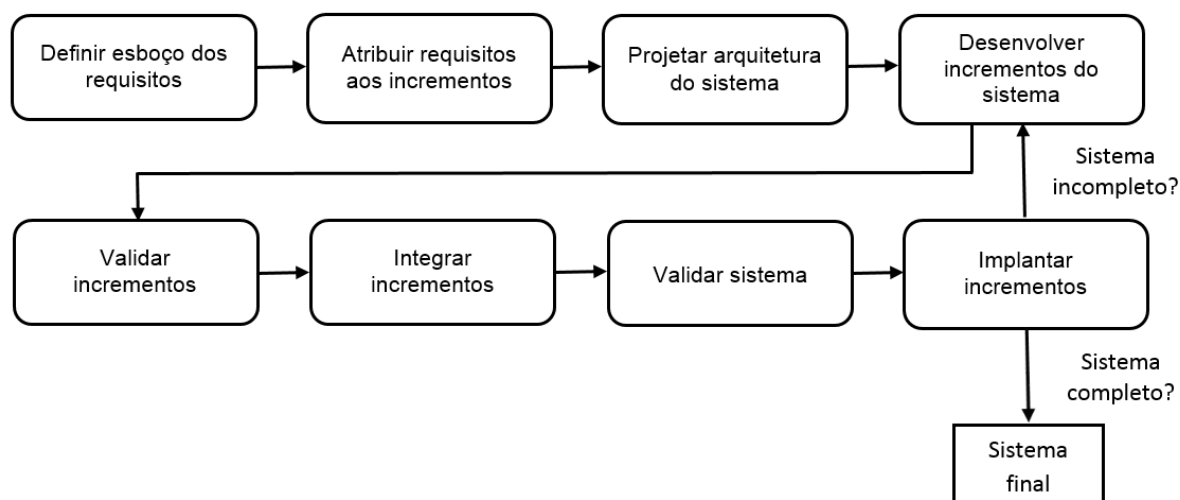 Definir esboço dos
requisitos
Atribuir requisitos
aos incrementos
Projetar arquitetura
do sistema
Desenvolver
incrementos do
sistema
Sistema
incompleto?
Validar
incrementos
Integrar
incrementos
Validar sistema
Implantar
incrementos
Sistema
completo?
Sistema
final